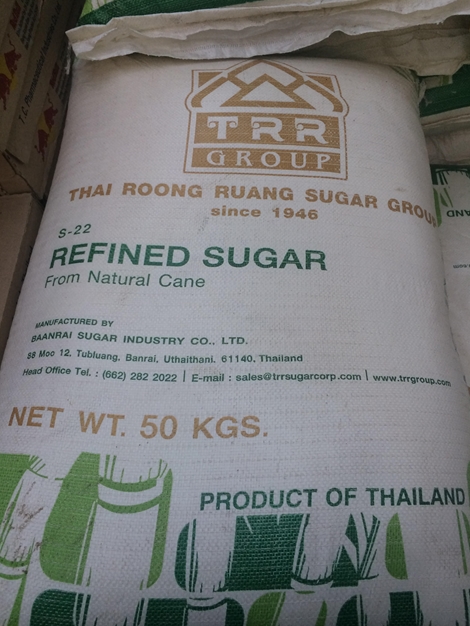 TRR
GROUP
THAI ROONG RUANG SUGAR GROU
since 1946
S-22
REFINED SUGAR
From Natural Cane
MANUFACTURED BY
BAANRAI SUGAR INDUSTRY CO., LTD.
88 Moo 12, Tubluang, Banrai, Uthaithani, 61140, Thailand
Head Office Tel. : (662) 282 2022 | E-mail : sales@trrsugarcorp.com | www.trrgroup.com
NET WT. 50 KGS.
PRODUCT OF THAILAND